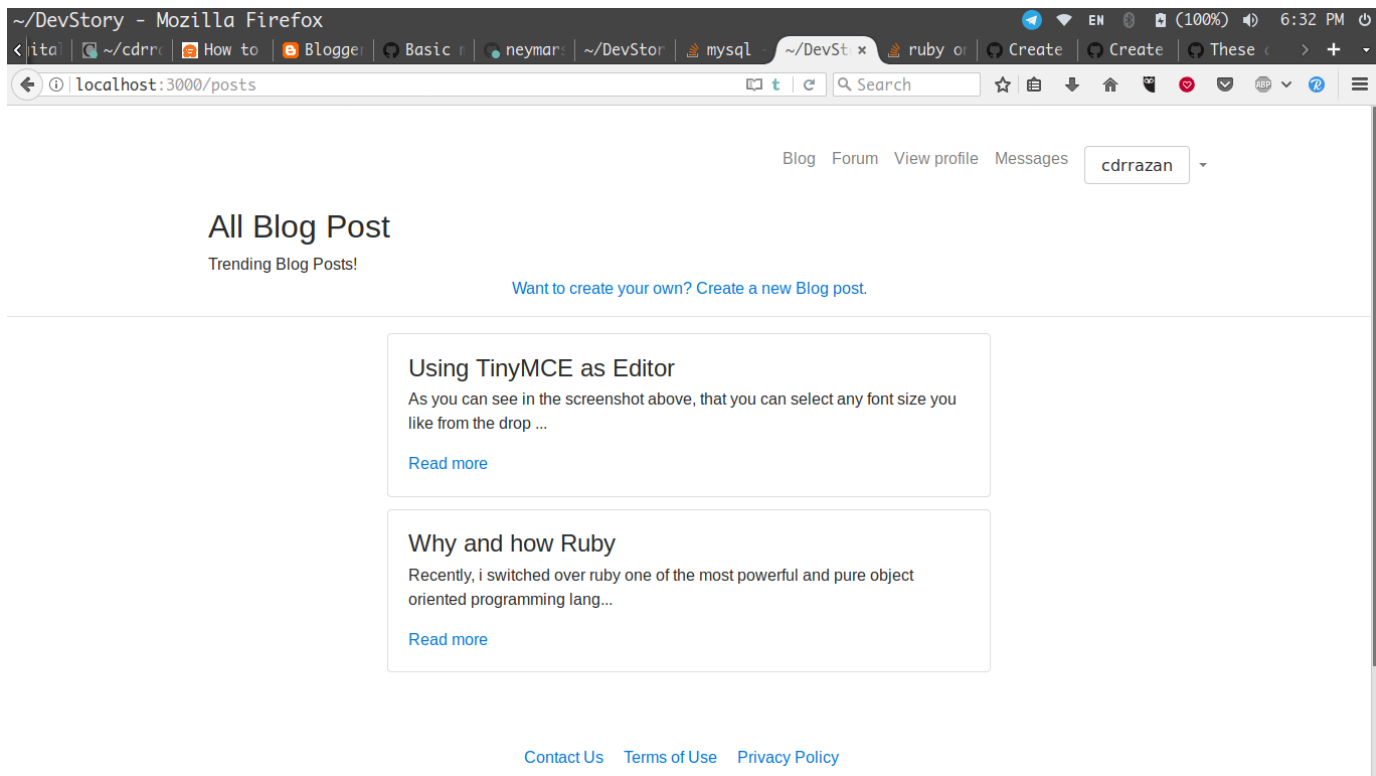 ~/DevStory - Mozilla Firefox EN (100%) 6:32 PM
~/cdrr How to Blogger Basic neymar ~/DevStor mysql - ~/DevSt × ruby or Create Create These
localhost:3000/posts t Search ABP
Blog Forum View profile Messages cdrrazan
All Blog Post
Trending Blog Posts!
Want to create your own? Create a new Blog post.
Using TinyMCE as Editor
As you can see in the screenshot above, that you can select any font size you
like from the drop ...
Read more
Why and how Ruby
Recently, i switched over ruby one of the most powerful and pure object
oriented programming lang...
Read more
Contact Us Terms of Use Privacy Policy